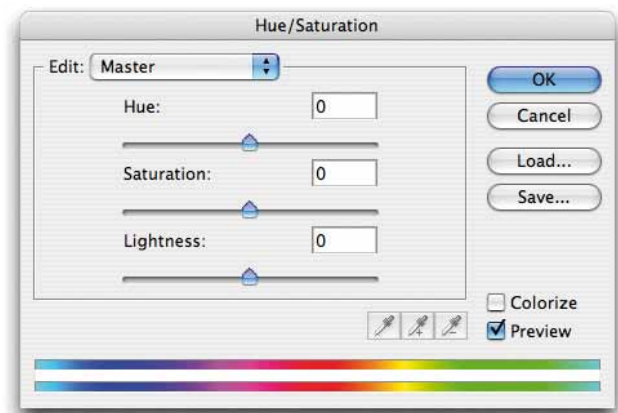 Hue/Saturation
Edit: Master
Hue: 0
Saturation: 0
Lightness: 0
OK
Cancel
Load...
Save...
Colorize
Preview